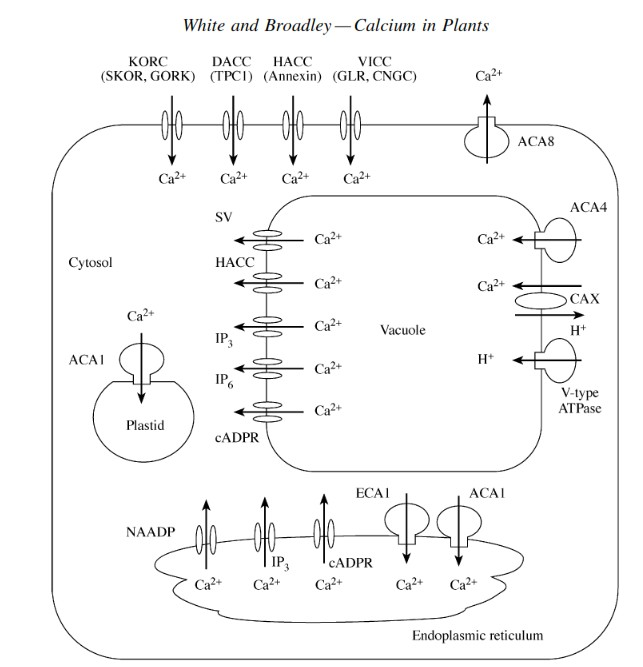 White and Broadley — Calcium in Plants
KORC
(SKOR, GORK)
DACC
(TPC1)
HACC
(Annexin)
VICC
(GLR, CNGC)
Ca²⁺
ACA8
Ca²⁺
Ca²⁺
Ca²⁺
Ca²⁺
SV
Ca²⁺
Ca²⁺
ACA4
Cytosol
HACC
Ca²⁺
Ca²⁺
CAX
H⁺
Ca²⁺
ACA1
Plastid
IP₃
Ca²⁺
Vacuole
IP₆
Ca²⁺
H⁺
V-type
ATPase
Ca²⁺
cADPR
ECA1
ACA1
NAADP
IP₃
cADPR
Ca²⁺
Ca²⁺
Ca²⁺
Ca²⁺
Ca²⁺
Endoplasmic reticulum